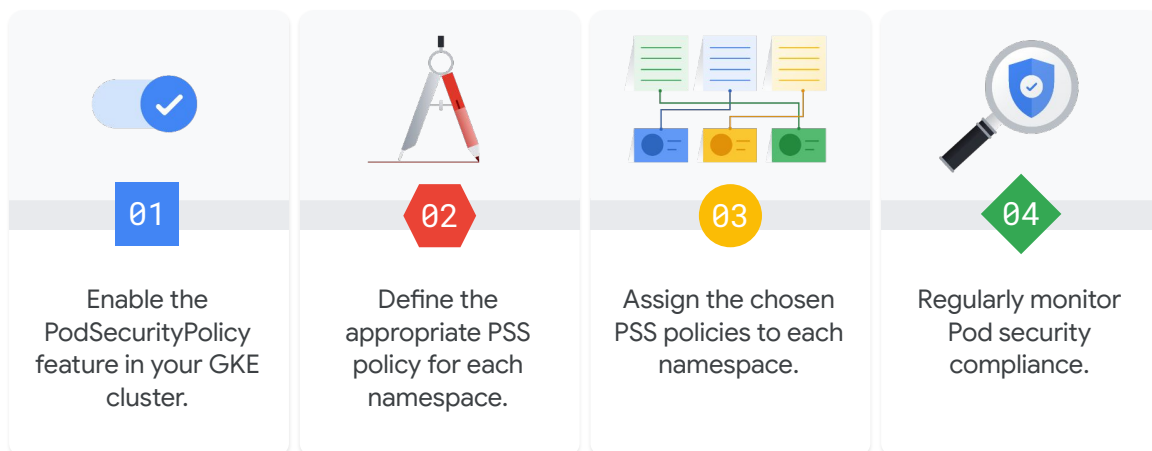 01
Enable the
PodSecurityPolicy
feature in your GKE
cluster.
02
Define the
appropriate PSS
policy for each
namespace.
03
Assign the chosen
PSS policies to each
namespace.
04
Regularly monitor
Pod security
compliance.